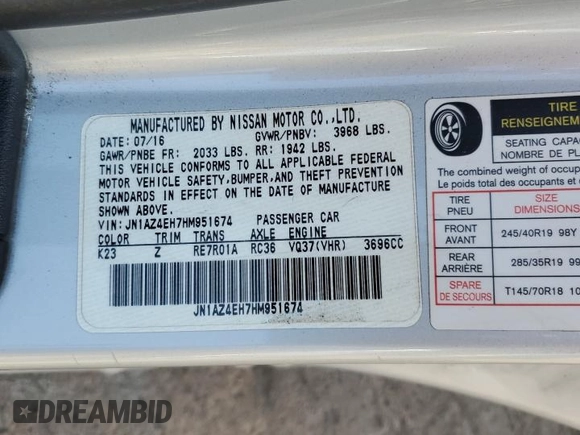 MANUFACTURED BY NISSAN MOTOR CO.,LTD.
DATE: 07/16 GVWR/PNBV: 3968 LBS.
GAWR/PNBE FR: 2033 LBS. RR: 1942 LBS.
THIS VEHICLE CONFORMS TO ALL APPLICABLE FEDERAL
MOTOR VEHICLE SAFETY,BUMPER,AND THEFT PREVENTION
STANDARDS IN EFFECT ON THE DATE OF MANUFACTURE
SHOWN ABOVE.
VIN: JN1AZ4EH7HM951674 PASSENGER CAR
COLOR TRIM TRANS AXLE ENGINE
K23 Z RE7R01A RC36 VQ37(VHR) 3696CC
JN1AZ4EH7HM951674
TIRE
RENSEIGNEM
SEATING CAPAC
NOMBRE DE PL
The combined weight of occup
Le poids total des occupants et d
TIRE SIZE
PNEU DIMENSIONS
FRONT
AVANT 245/40R19 98Y
REAR
ARRIÈRE 285/35R19 99
SPARE
DE SECOURS T145/70R18 10
DREAMBID